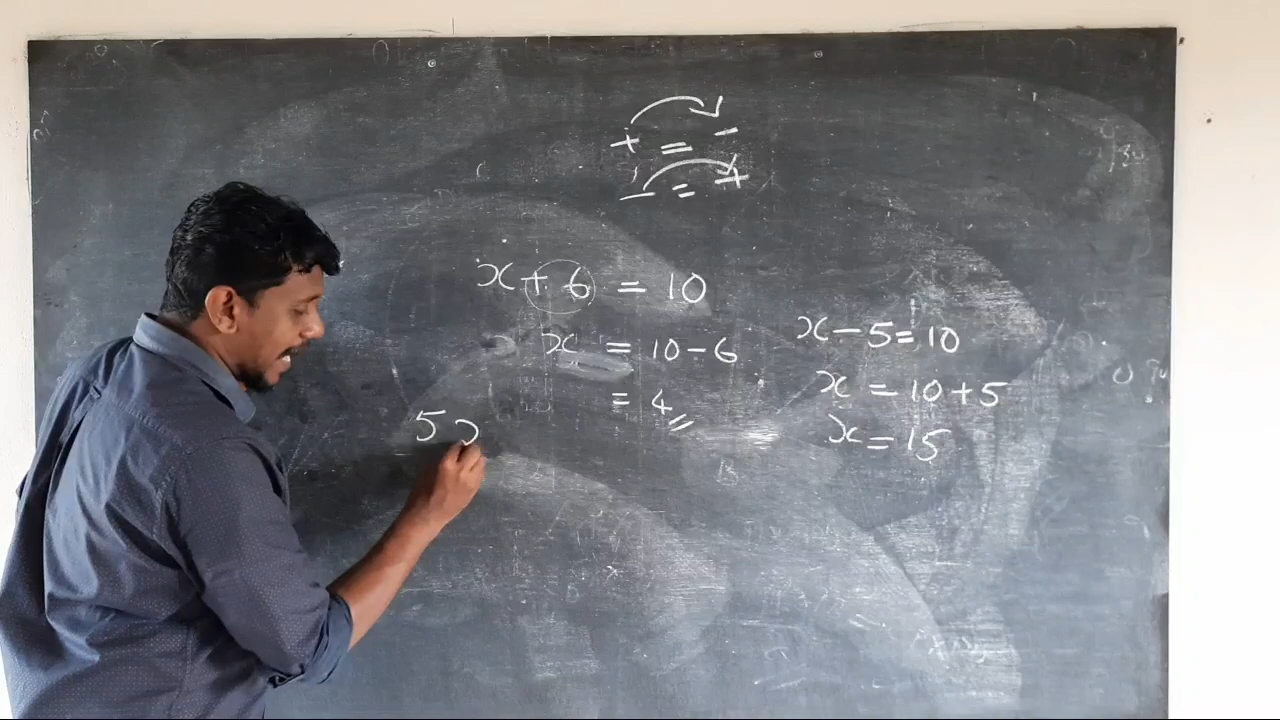 + = -
- = +
x + 6 = 10
x = 10 - 6
= 4
x - 5 = 10
x = 10 + 5
x = 15
5